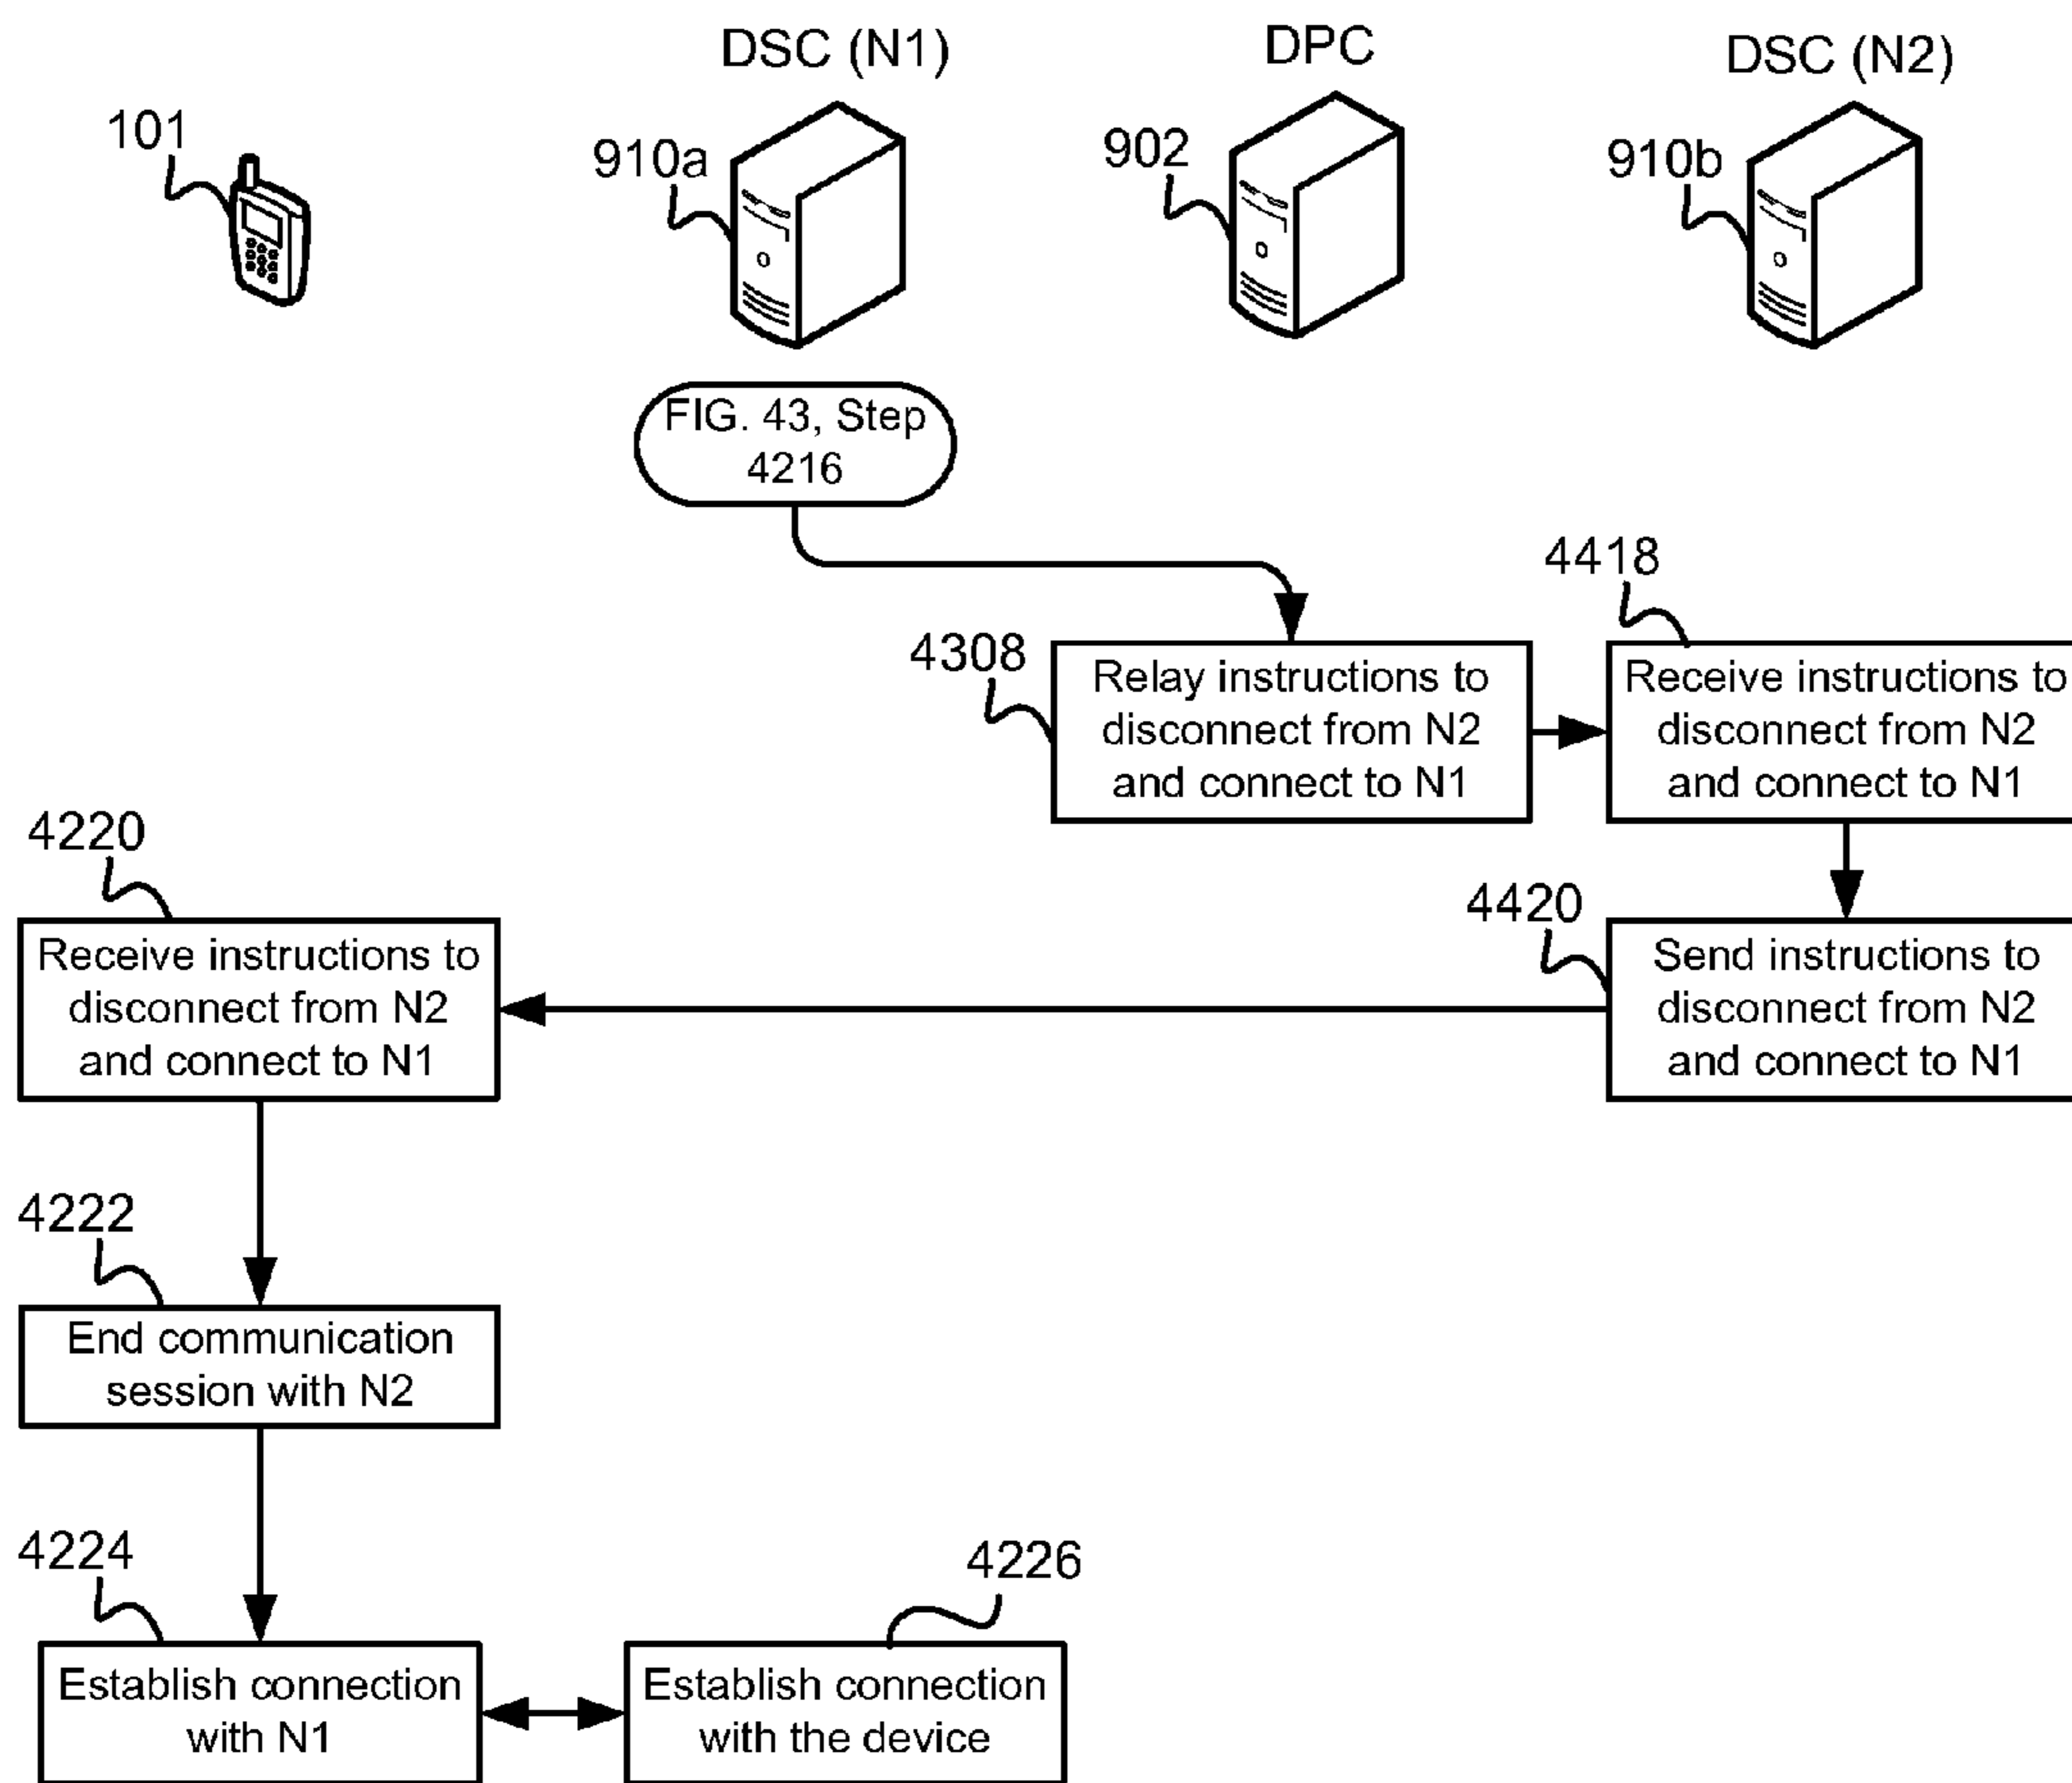 DSC (N1)
DPC
DSC (N2)
101
910a
902
910b
FIG. 43, Step
4216
4418
4308
Relay instructions to
disconnect from N2
and connect to N1
Receive instructions to
disconnect from N2
and connect to N1
4220
4420
Receive instructions to
disconnect from N2
and connect to N1
Send instructions to
disconnect from N2
and connect to N1
4222
End communication
session with N2
4224
4226
Establish connection
with N1
Establish connection
with the device